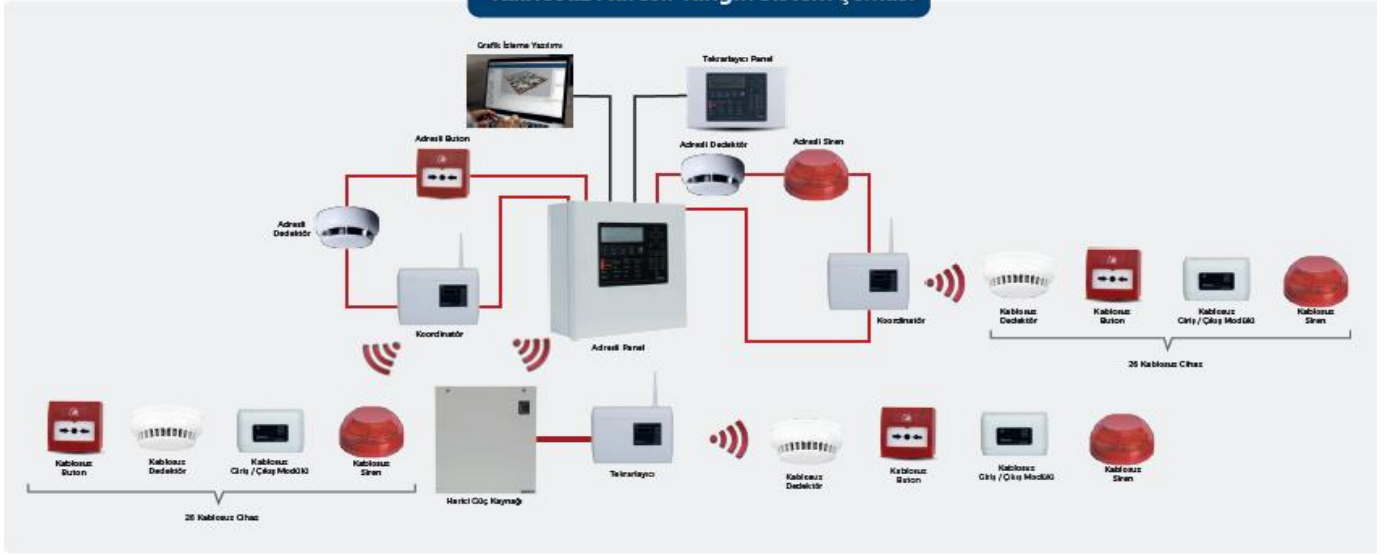 Grafik İzleme Yazılımı
Tekrarlayıcı Panel
Adresli Buton
Adresli Dedektör
Adresli Siren
Adresli
Dedektör
Koordinatör
Adresli Panel
Koordinatör
Kablosuz
Dedektör
Kablosuz
Buton
Kablosuz
Giriş / Çıkış Modülü
Kablosuz
Siren
26 Kablosuz Cihaz
Kablosuz
Buton
Kablosuz
Dedektör
Kablosuz
Giriş / Çıkış Modülü
Kablosuz
Siren
26 Kablosuz Cihaz
Harici Güç Kaynağı
Tekrarlayıcı
Kablosuz
Dedektör
Kablosuz
Buton
Kablosuz
Giriş / Çıkış Modülü
Kablosuz
Siren